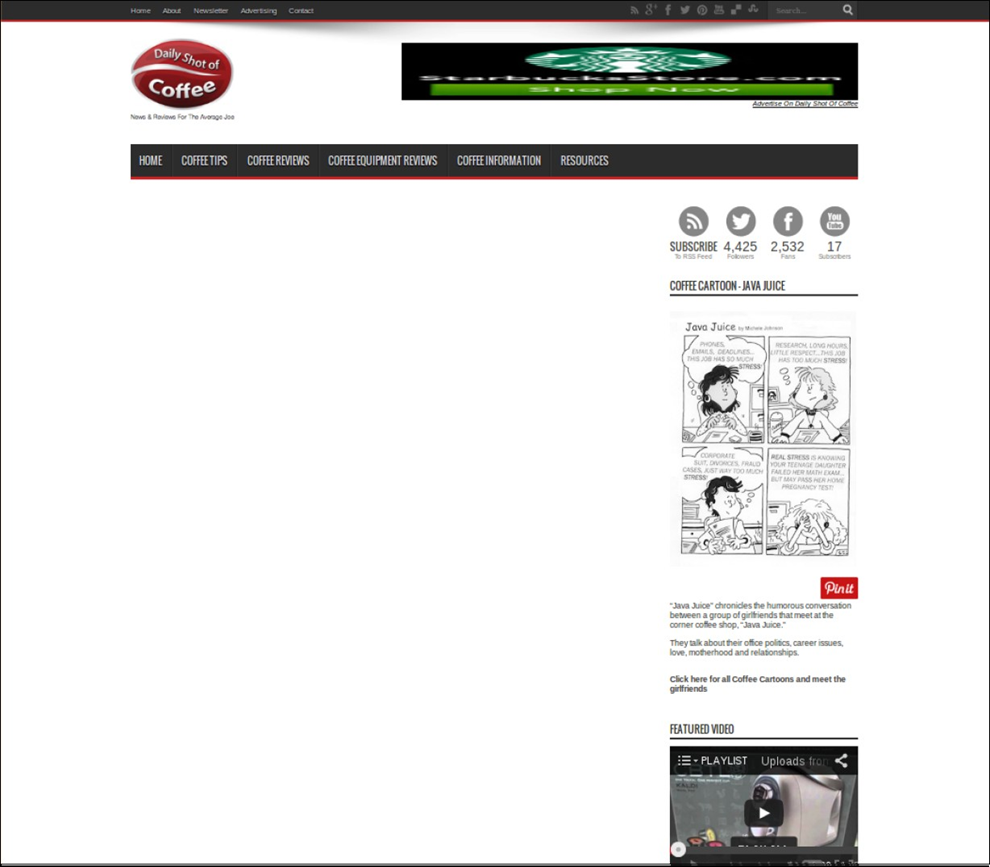 Home About Newsletter Advertising Contact
Search...
Daily Shot of
Coffee
News & Reviews For The Average Joe
StarbucksStore.com
Shop Now
Advertise On Daily Shot Of Coffee
HOME COFFEE TIPS COFFEE REVIEWS COFFEE EQUIPMENT REVIEWS COFFEE INFORMATION RESOURCES
You
Tube
SUBSCRIBE 4,425 2,532 17
To RSS Feed Followers Fans Subscribers
COFFEE CARTOON - JAVA JUICE
Java Juice by Michele Johnson
PHONES,
EMAILS, DEADLINES...
THIS JOB HAS SO MUCH
STRESS!
RESEARCH, LONG HOURS,
LITTLE RESPECT...THIS JOB
HAS TOO MUCH STRESS!
CORPORATE
SUIT, DIVORCES, FRAUD
CASES, JUST WAY TOO MUCH
STRESS!
REAL STRESS IS KNOWING
YOUR TEENAGE DAUGHTER
FAILED HER MATH EXAM...
BUT MAY PASS HER HOME
PREGNANCY TEST!
Pin it
"Java Juice" chronicles the humorous conversation
between a group of girlfriends that meet at the
corner coffee shop, "Java Juice."
They talk about their office politics, career issues,
love, motherhood and relationships.
Click here for all Coffee Cartoons and meet the
girlfriends
FEATURED VIDEO
PLAYLIST Uploads from